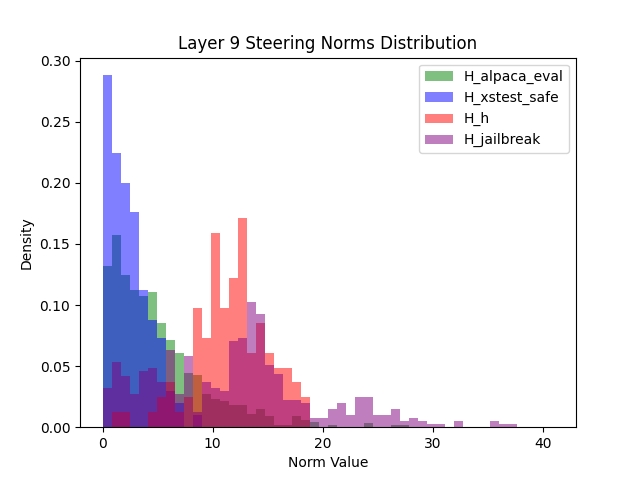 Layer 9 Steering Norms Distribution
H_alpaca_eval
H_xstest_safe
H_h
H_jailbreak
Density
0.30
0.25
0.20
0.15
0.10
0.05
0.00
0
10
20
30
40
Norm Value